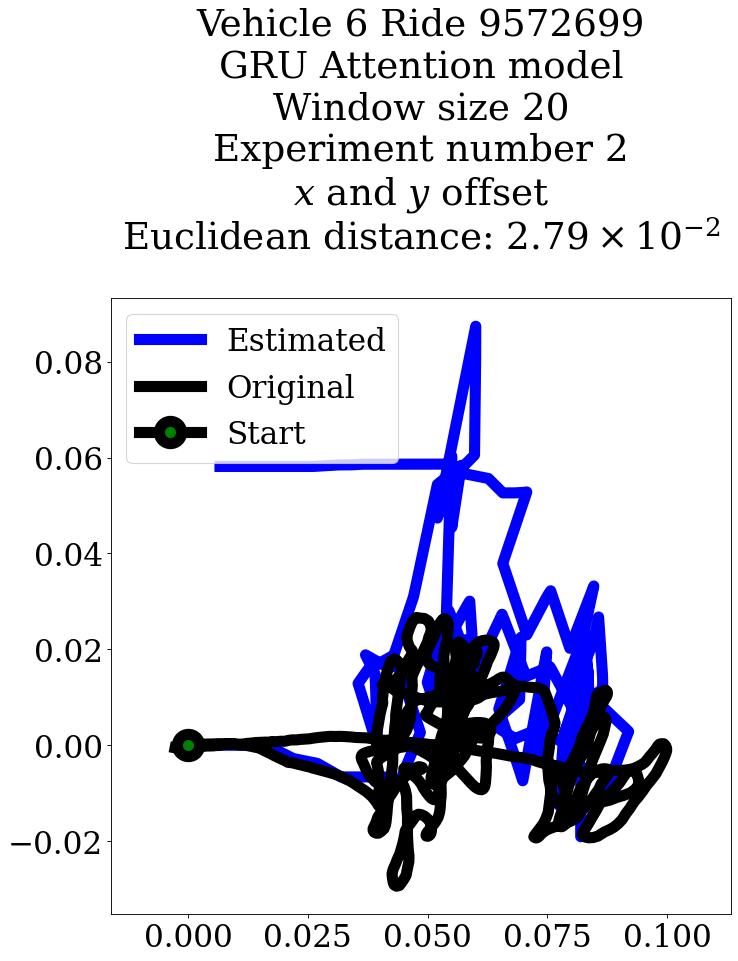 Vehicle 6 Ride 9572699
GRU Attention model
Window size 20
Experiment number 2
x and y offset
Euclidean distance: 2.79 × 10⁻²
Estimated
Original
Start
0.08
0.06
0.04
0.02
0.00
−0.02
0.000 0.025 0.050 0.075 0.100